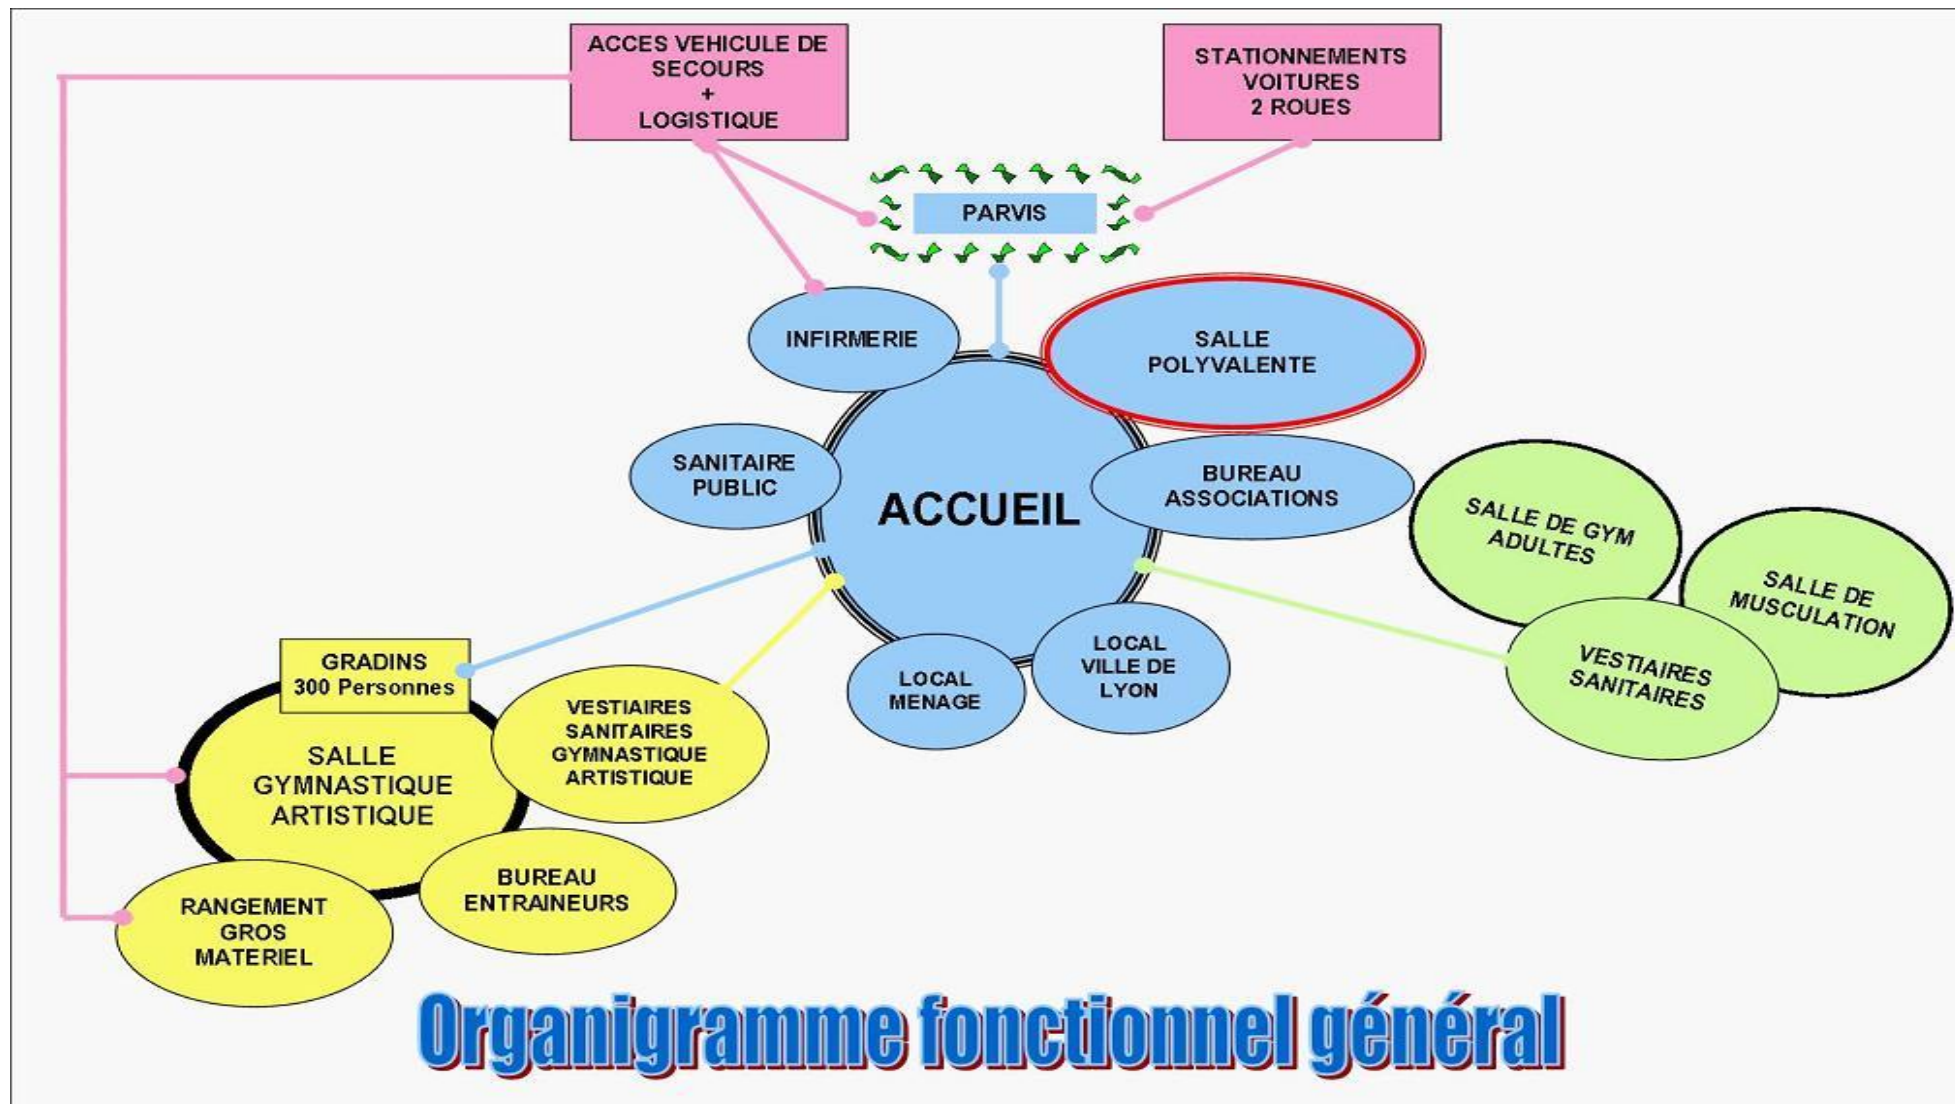 ACCES VEHICULE DE
SECOURS
+
LOGISTIQUE
STATIONNEMENTS
VOITURES
2 ROUES
PARVIS
INFIRMERIE
SALLE
POLYVALENTE
SANITAIRE
PUBLIC
ACCUEIL
BUREAU
ASSOCIATIONS
SALLE DE GYM
ADULTES
SALLE DE
MUSCULATION
VESTIAIRES
SANITAIRES
LOCAL
VILLE DE
LYON
LOCAL
MENAGE
GRADINS
300 Personnes
VESTIAIRES
SANITAIRES
GYMNASTIQUE
ARTISTIQUE
SALLE
GYMNASTIQUE
ARTISTIQUE
BUREAU
ENTRAINEURS
RANGEMENT
GROS
MATERIEL
Organigramme fonctionnel général